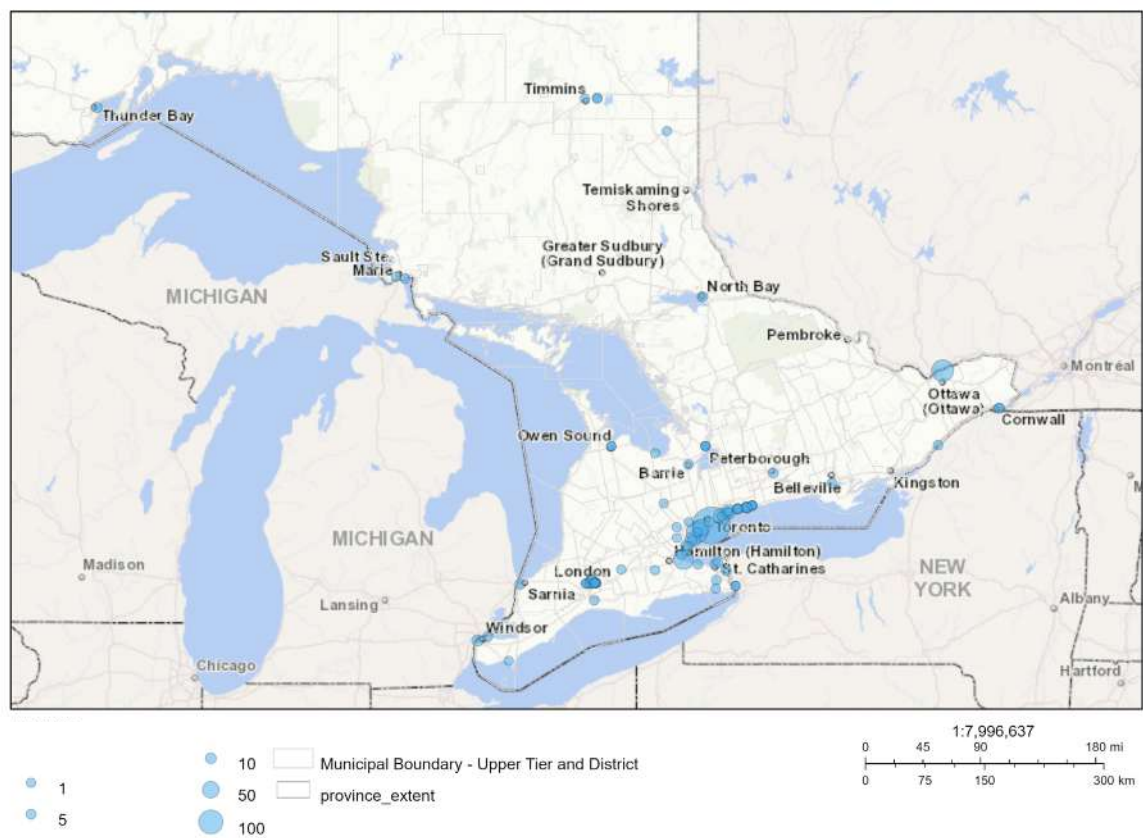 Timmins
Thunder Bay
Temiskaming
Shores
Greater Sudbury
(Grand Sudbury)
Sault Ste.
Marie
MICHIGAN
North Bay
Pembroke
Montréal
Ottawa
(Ottawa)
Cornwall
Owen Sound
Peterborough
Barrie
Belleville
Kingston
Toronto
MICHIGAN
Hamilton (Hamilton)
Madison
London
St. Catharines
NEW
YORK
Sarnia
Lansing
Albany
Windsor
Chicago
Hartford
1:7,996,637
0 45 90 180 mi
0 75 150 300 km
10 Municipal Boundary - Upper Tier and District
1
50 province_extent
5
100